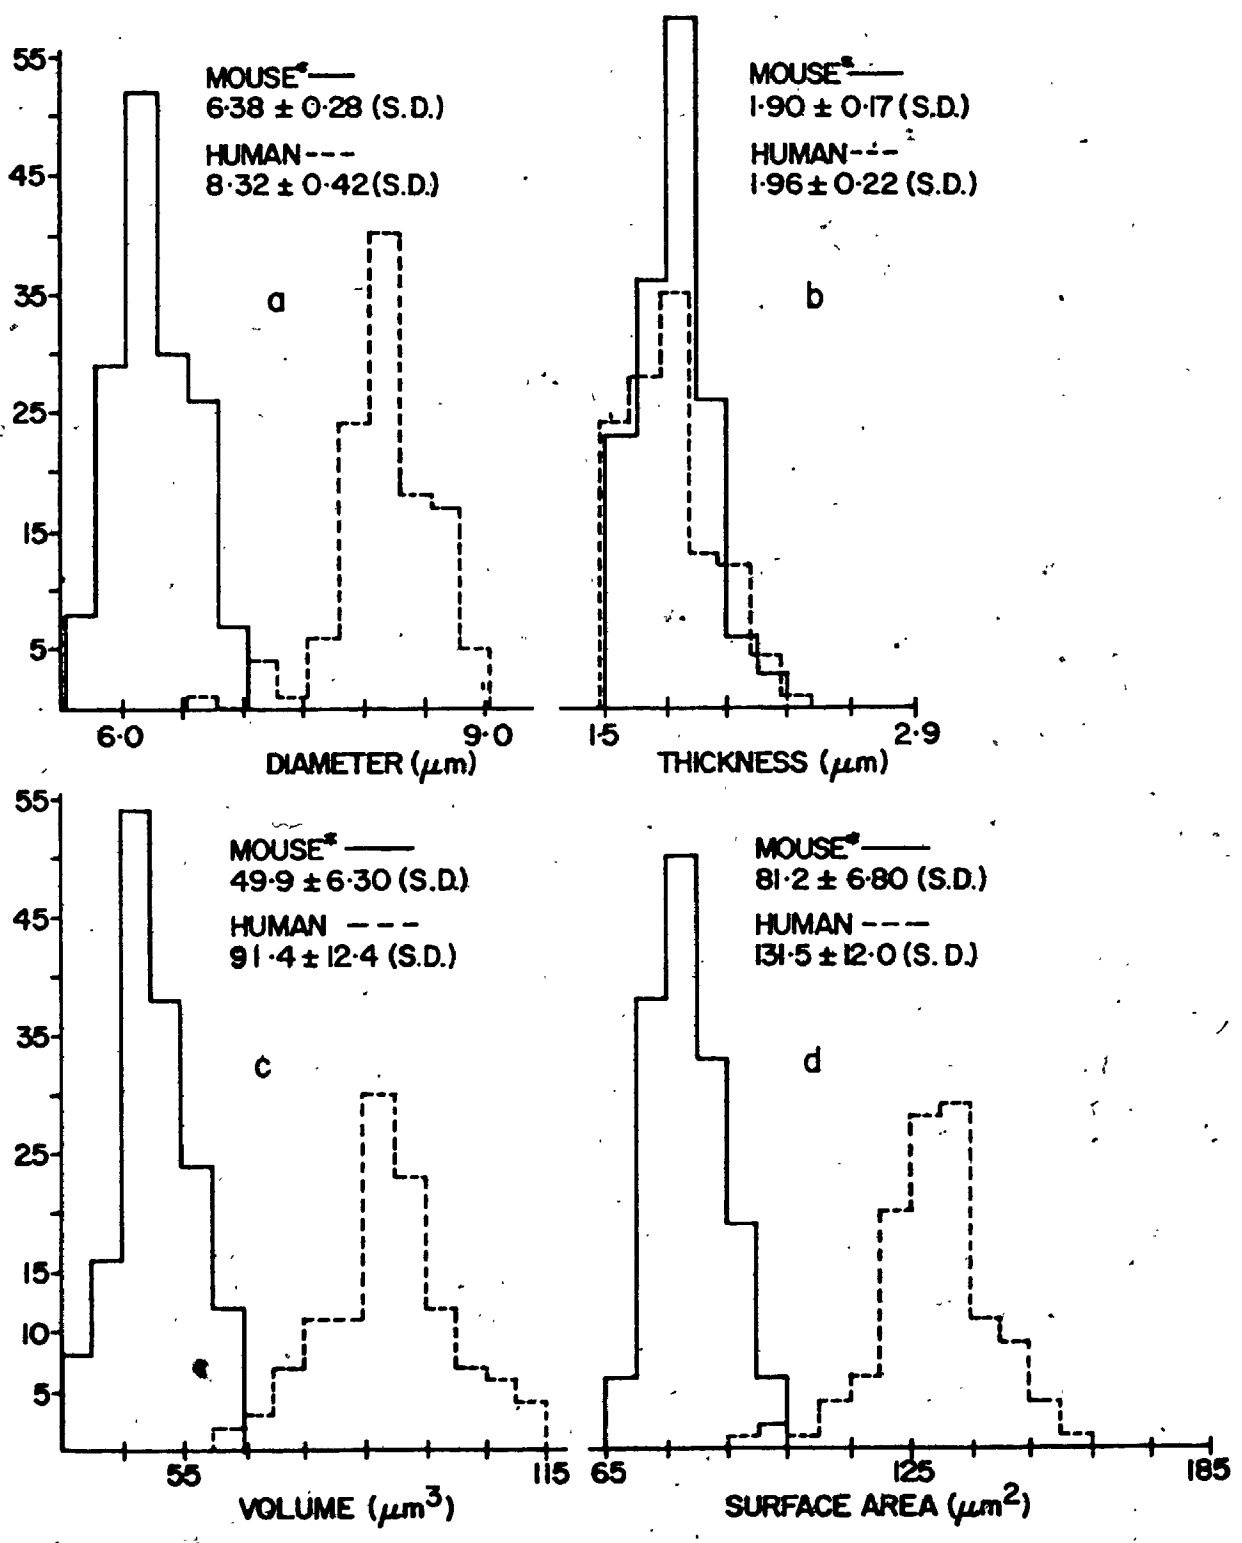 55
45
35
25
15
5
MOUSE*
6·38 ± 0·28 (S.D.)
HUMAN---
8·32 ± 0·42 (S.D.)
a
6·0 9·0
DIAMETER (μm)
MOUSE*
1·90 ± 0·17 (S.D.)
HUMAN---
1·96 ± 0·22 (S.D.)
b
1·5 2·9
THICKNESS (μm)
55
45
35
25
15
10
5
MOUSE*
49·9 ± 6·30 (S.D.)
HUMAN ---
91·4 ± 12·4 (S.D.)
c
55 115
VOLUME (μm³)
MOUSE*
81·2 ± 6·80 (S.D.)
HUMAN ---
131·5 ± 12·0 (S.D.)
d
65 125 185
SURFACE AREA (μm²)